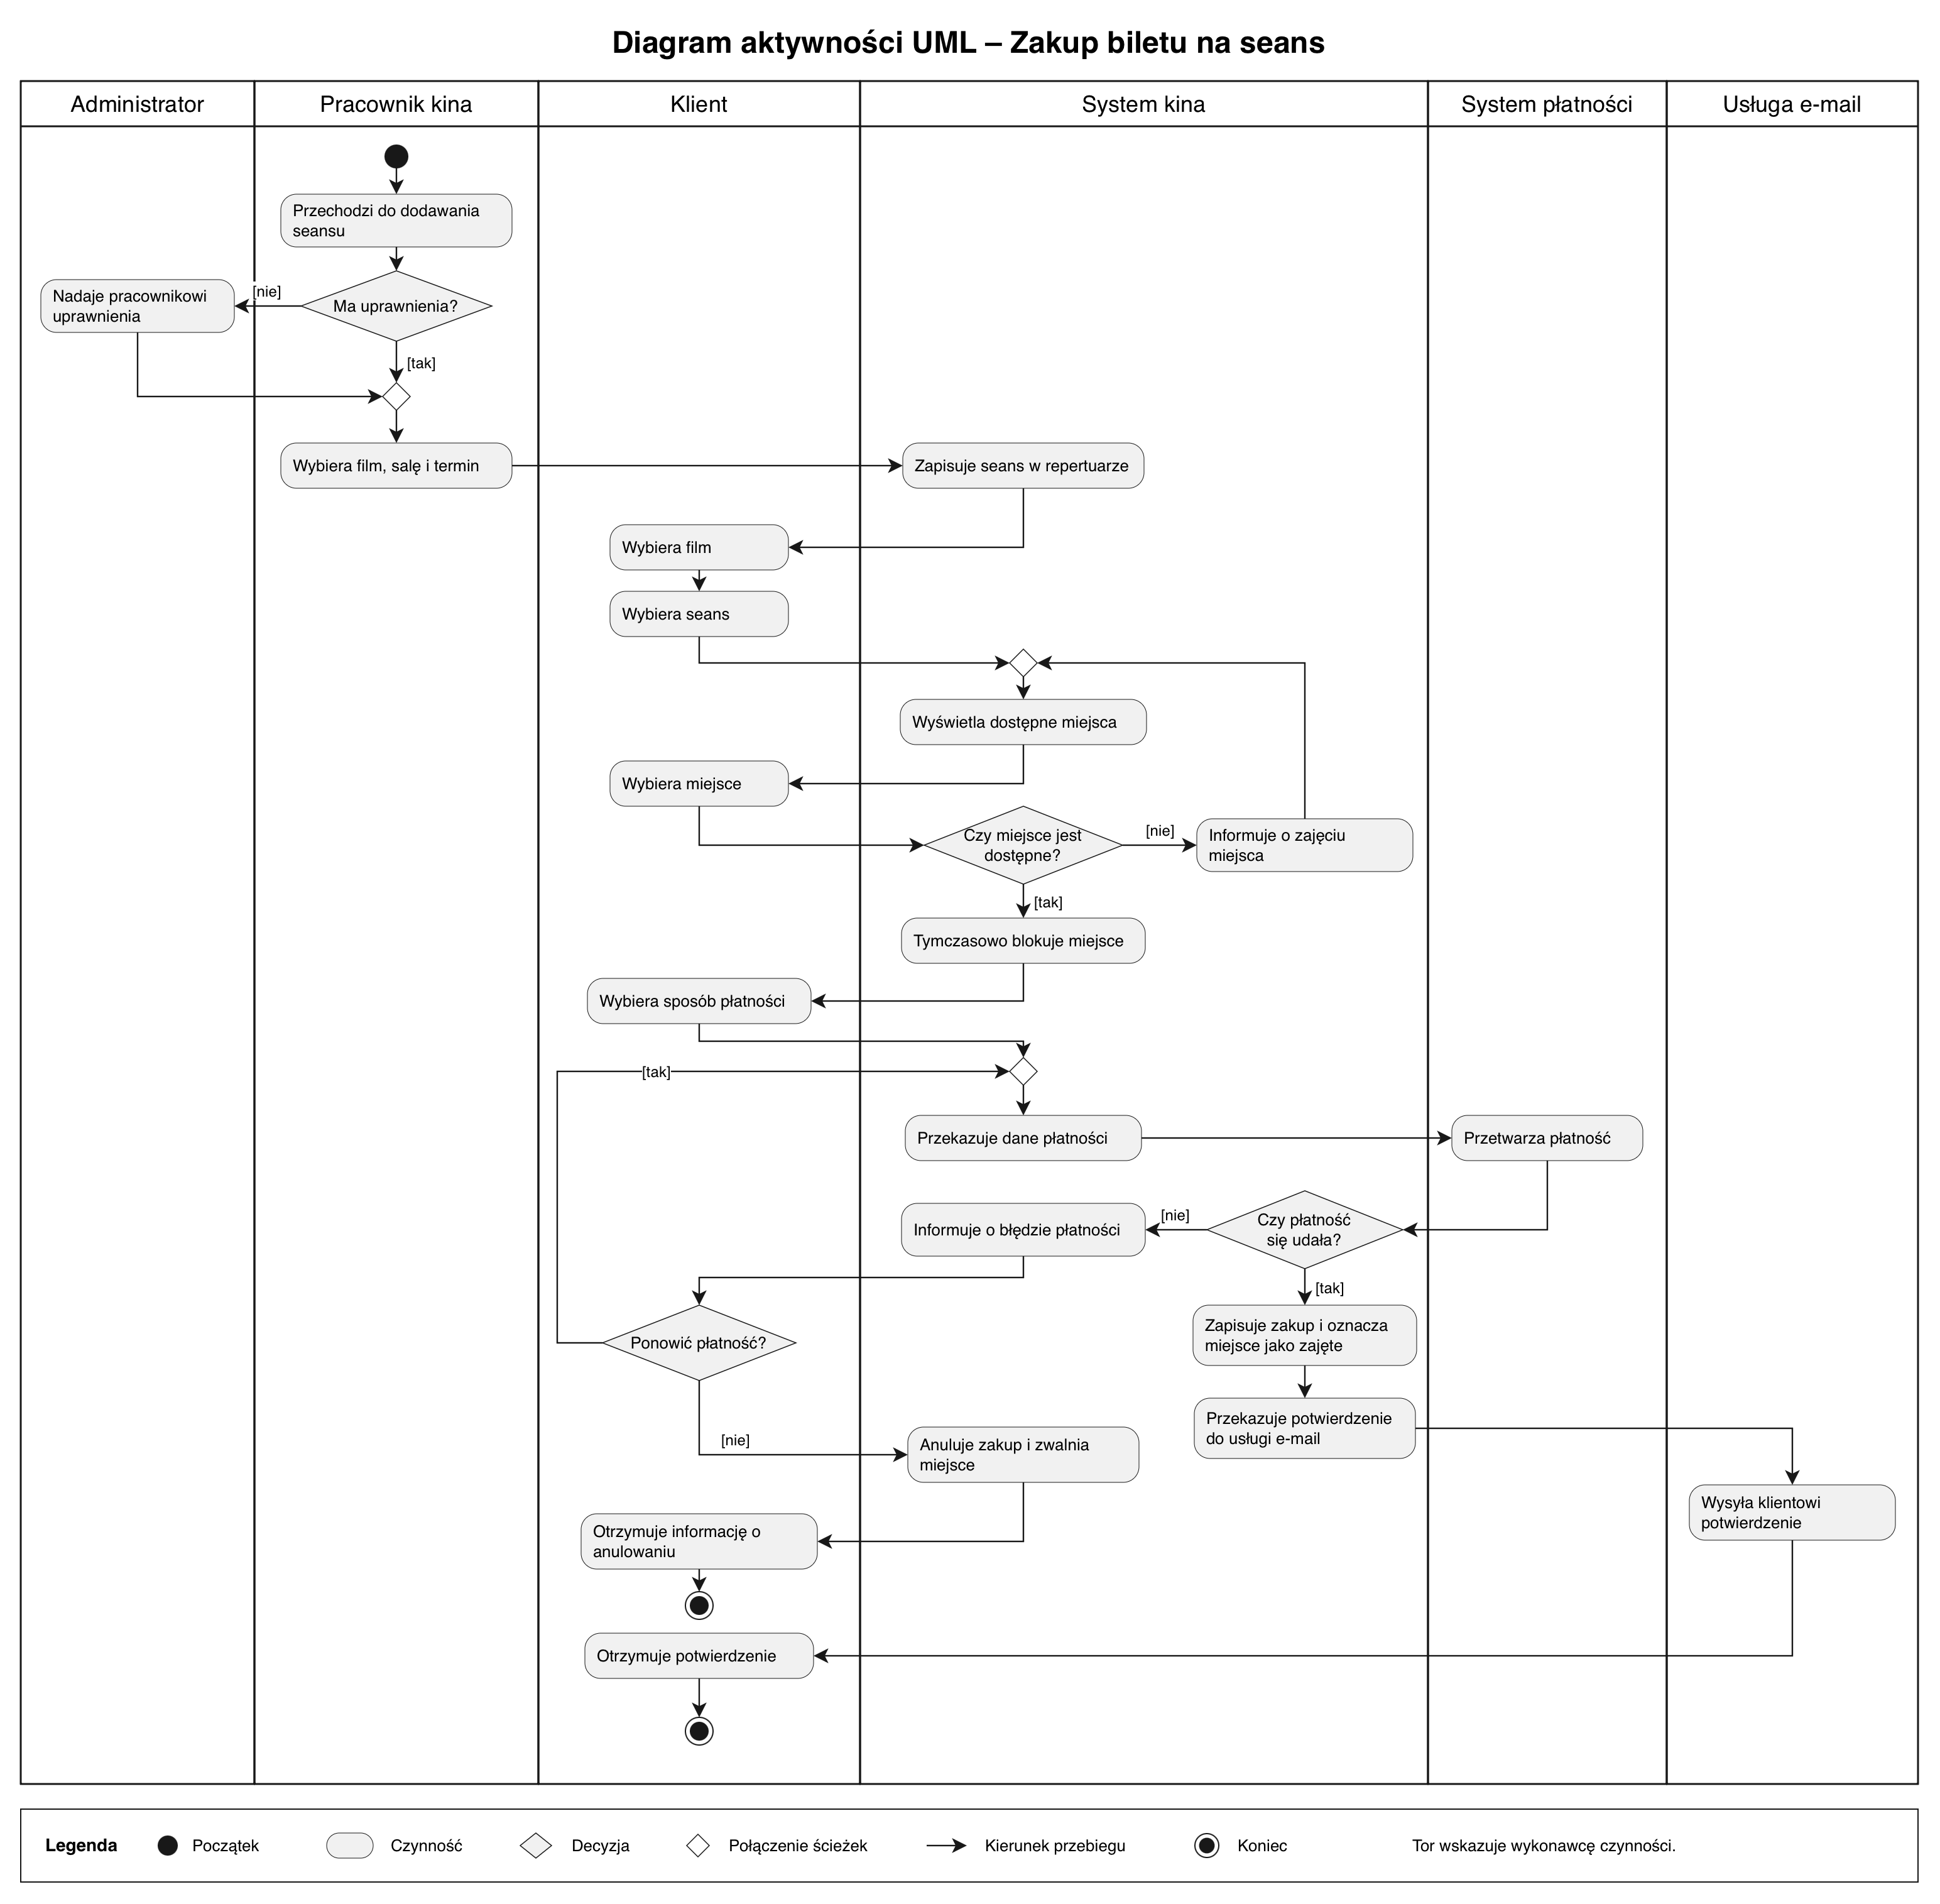 Diagram aktywności UML – Zakup biletu na seans
Administrator
Pracownik kina
Klient
System kina
System płatności
Usługa e-mail
Przechodzi do dodawania
seansu
Nadaje pracownikowi
uprawnienia
[nie]
Ma uprawnienia?
[tak]
Wybiera film, salę i termin
Zapisuje seans w repertuarze
Wybiera film
Wybiera seans
Wyświetla dostępne miejsca
Wybiera miejsce
Czy miejsce jest
dostępne?
[nie]
Informuje o zajęciu
miejsca
[tak]
Tymczasowo blokuje miejsce
Wybiera sposób płatności
[tak]
Przekazuje dane płatności
Przetwarza płatność
Informuje o błędzie płatności
[nie]
Czy płatność
się udała?
[tak]
Ponowić płatność?
Zapisuje zakup i oznacza
miejsce jako zajęte
Przekazuje potwierdzenie
do usługi e-mail
[nie]
Anuluje zakup i zwalnia
miejsce
Wysyła klientowi
potwierdzenie
Otrzymuje informację o
anulowaniu
Otrzymuje potwierdzenie
Legenda
Początek
Czynność
Decyzja
Połączenie ścieżek
Kierunek przebiegu
Koniec
Tor wskazuje wykonawcę czynności.